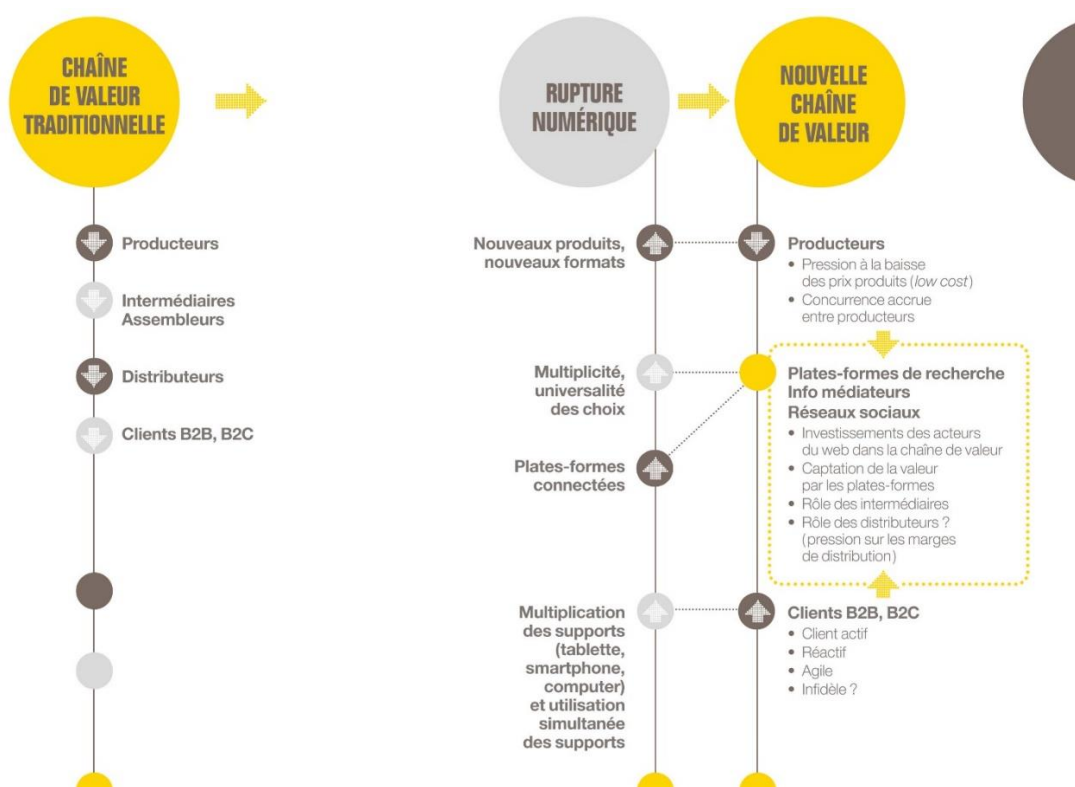 CHAÎNE
DE VALEUR
TRADITIONNELLE
Producteurs
Intermédiaires
Assembleurs
Distributeurs
Clients B2B, B2C
RUPTURE
NUMÉRIQUE
Nouveaux produits,
nouveaux formats
Multiplicité,
universalité
des choix
Plates-formes
connectées
Multiplication
des supports
(tablette,
smartphone,
computer)
et utilisation
simultanée
des supports
NOUVELLE
CHAÎNE
DE VALEUR
Producteurs
• Pression à la baisse
des prix produits (low cost)
• Concurrence accrue
entre producteurs
Plates-formes de recherche
Info médiateurs
Réseaux sociaux
• Investissements des acteurs
du web dans la chaîne de valeur
• Captation de la valeur
par les plates-formes
• Rôle des intermédiaires
• Rôle des distributeurs ?
(pression sur les marges
de distribution)
Clients B2B, B2C
• Client actif
• Réactif
• Agile
• Infidèle ?